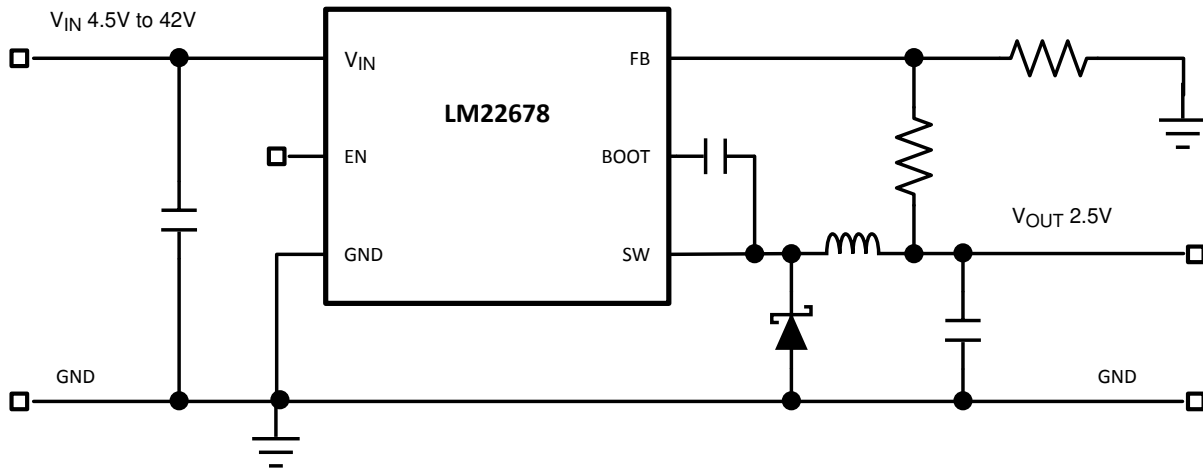 VIN 4.5V to 42V
VIN
FB
LM22678
EN
BOOT
VOUT 2.5V
GND
SW
GND
GND